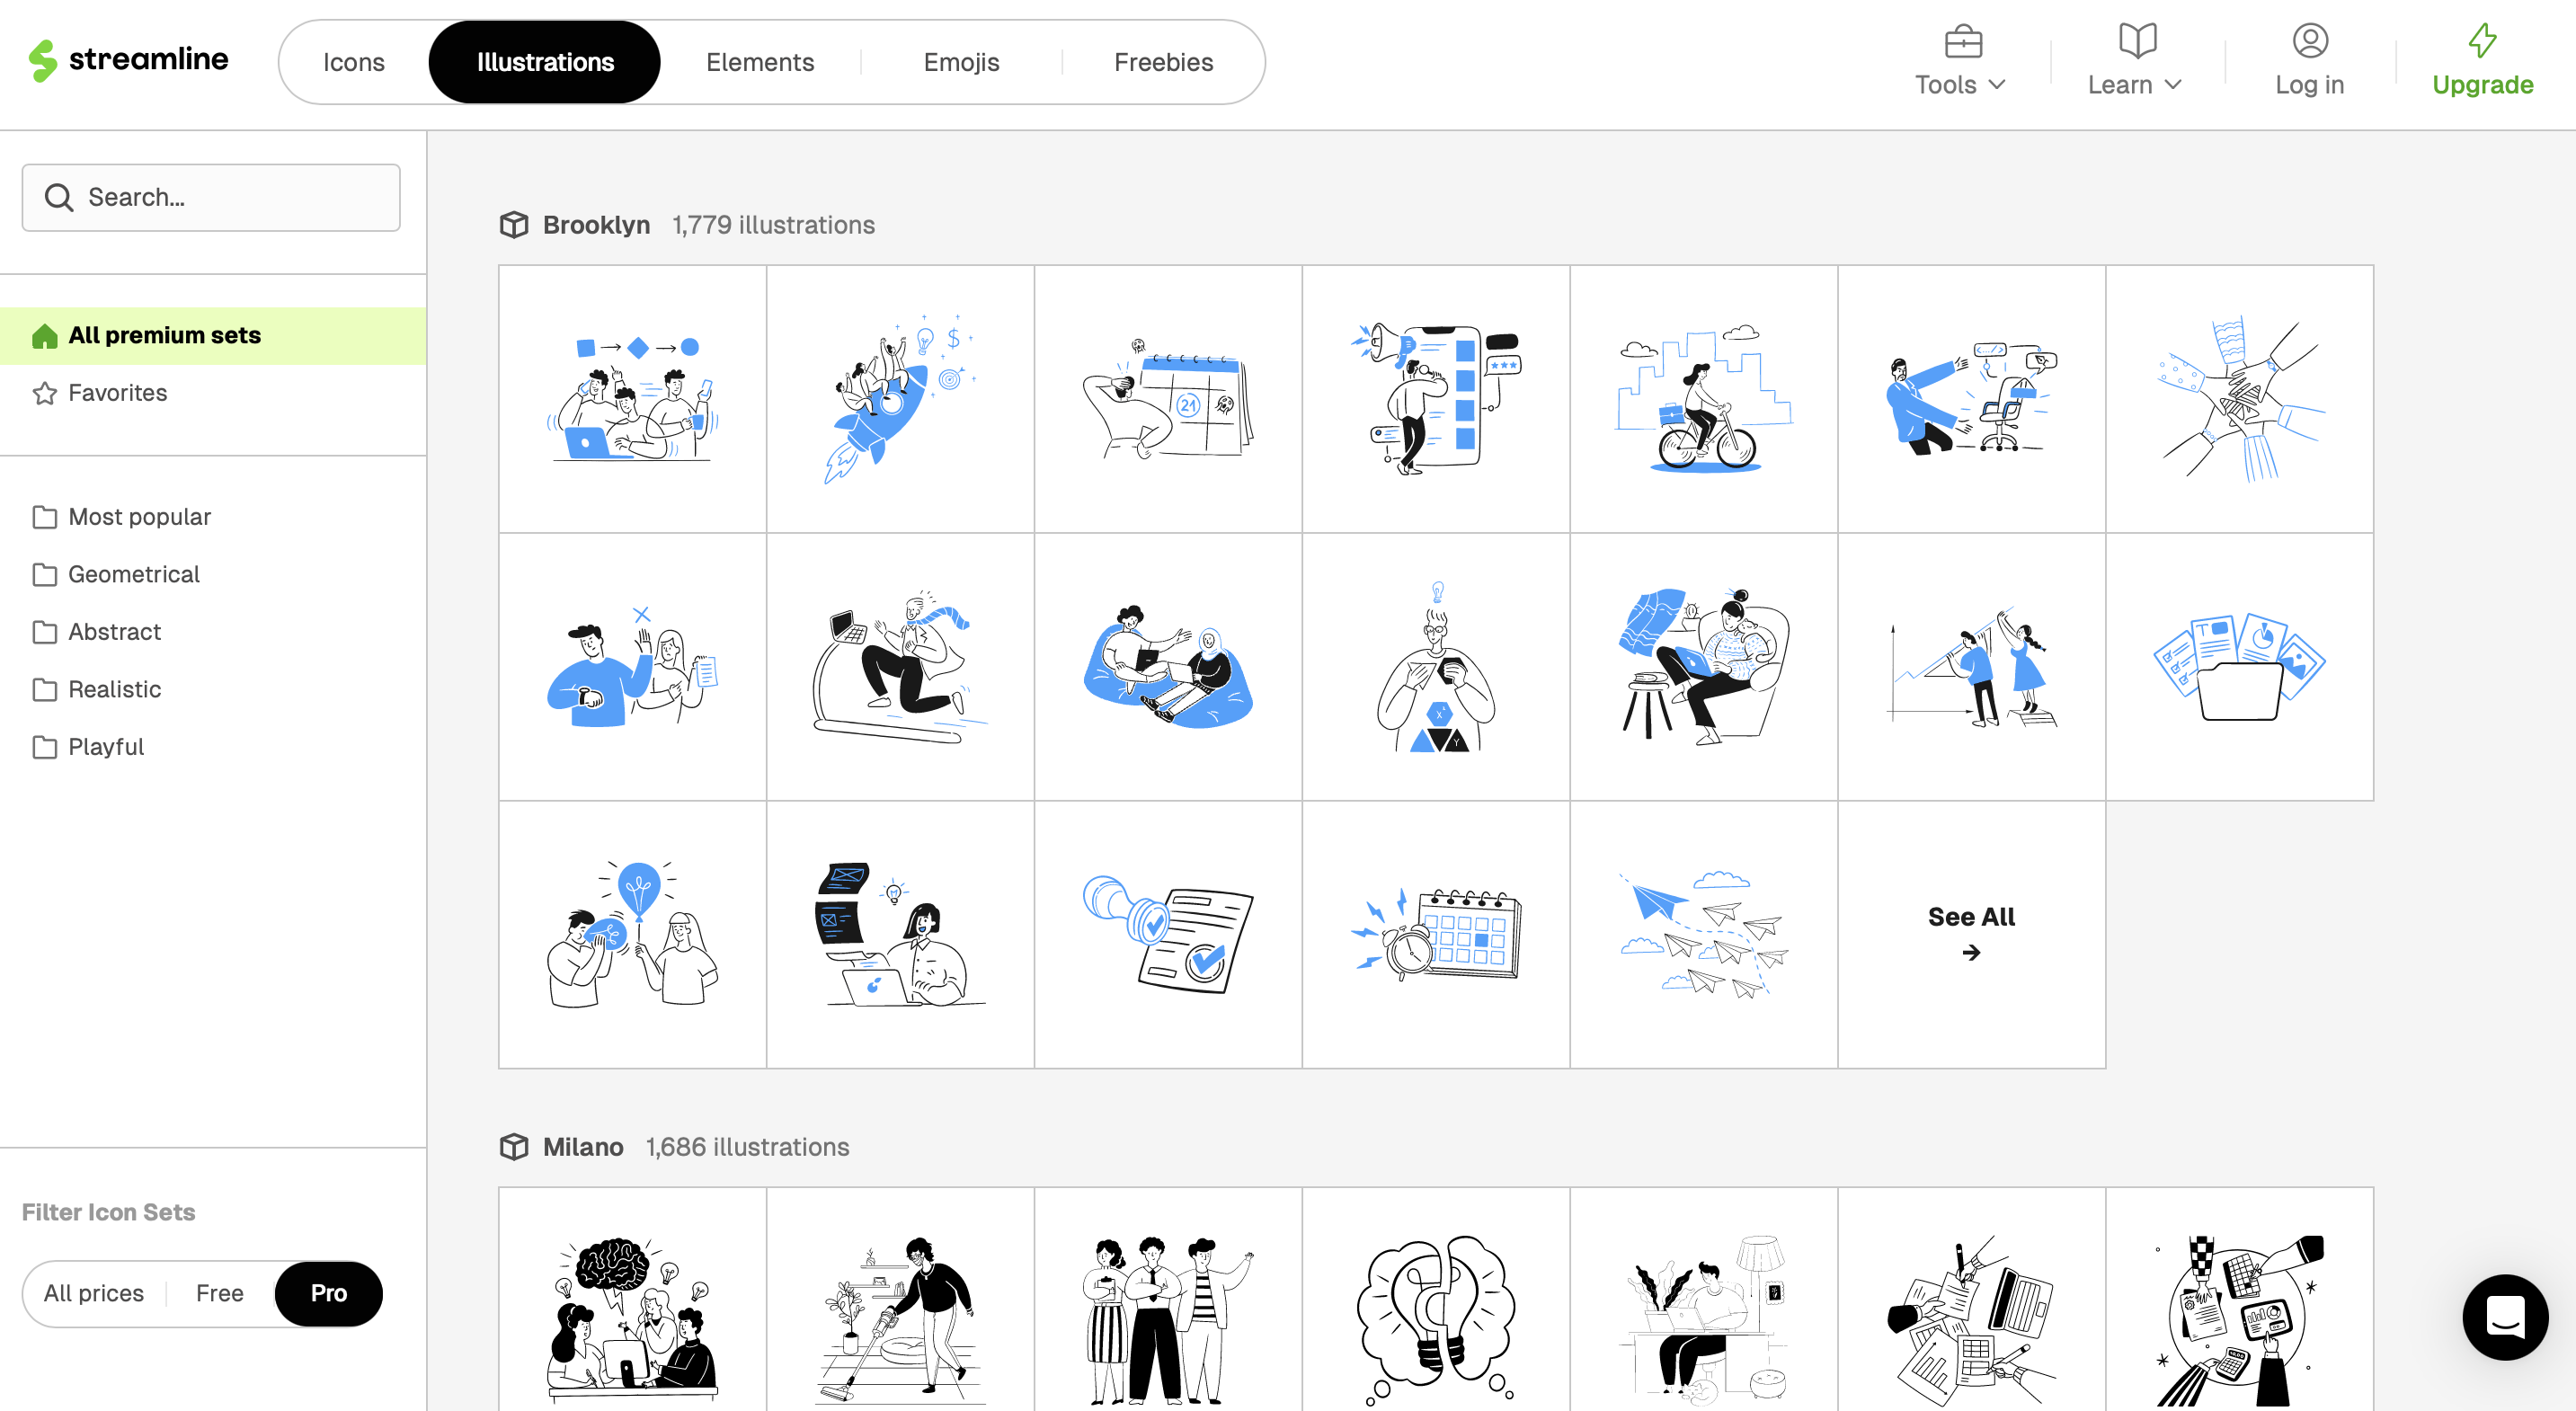 streamline
Icons
Illustrations
Elements
Emojis
Freebies
Tools
Learn
Log in
Upgrade
Search...
All premium sets
Favorites
Most popular
Geometrical
Abstract
Realistic
Playful
Filter Icon Sets
All prices
Free
Pro
Brooklyn 1,779 illustrations
$
21
T
X
Y
See All
Milano 1,686 illustrations